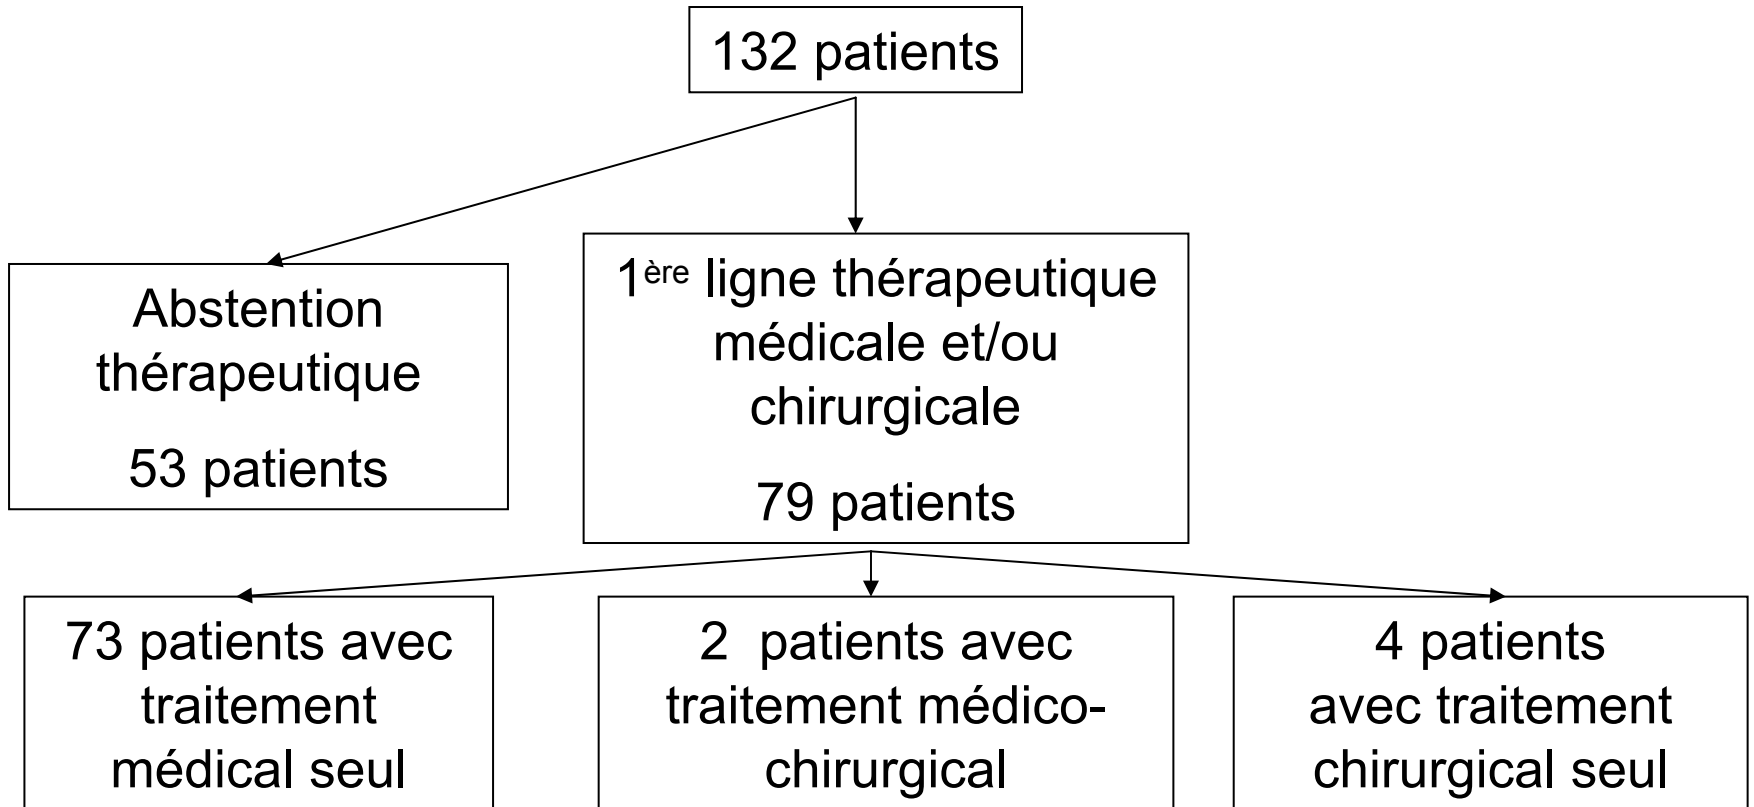 132 patients
Abstention
thérapeutique
53 patients
1ère ligne thérapeutique
médicale et/ou
chirurgicale
79 patients
73 patients avec
traitement
médical seul
2 patients avec
traitement médico-
chirurgical
4 patients
avec traitement
chirurgical seul